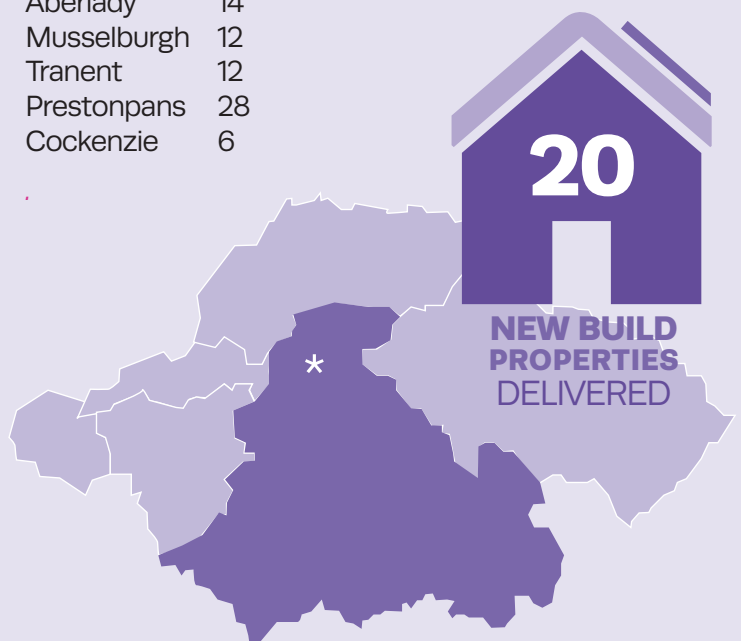 Aberlady 14
Musselburgh 12
Tranent 12
Prestonpans 28
Cockenzie 6
20
NEW BUILD
PROPERTIES
DELIVERED
*